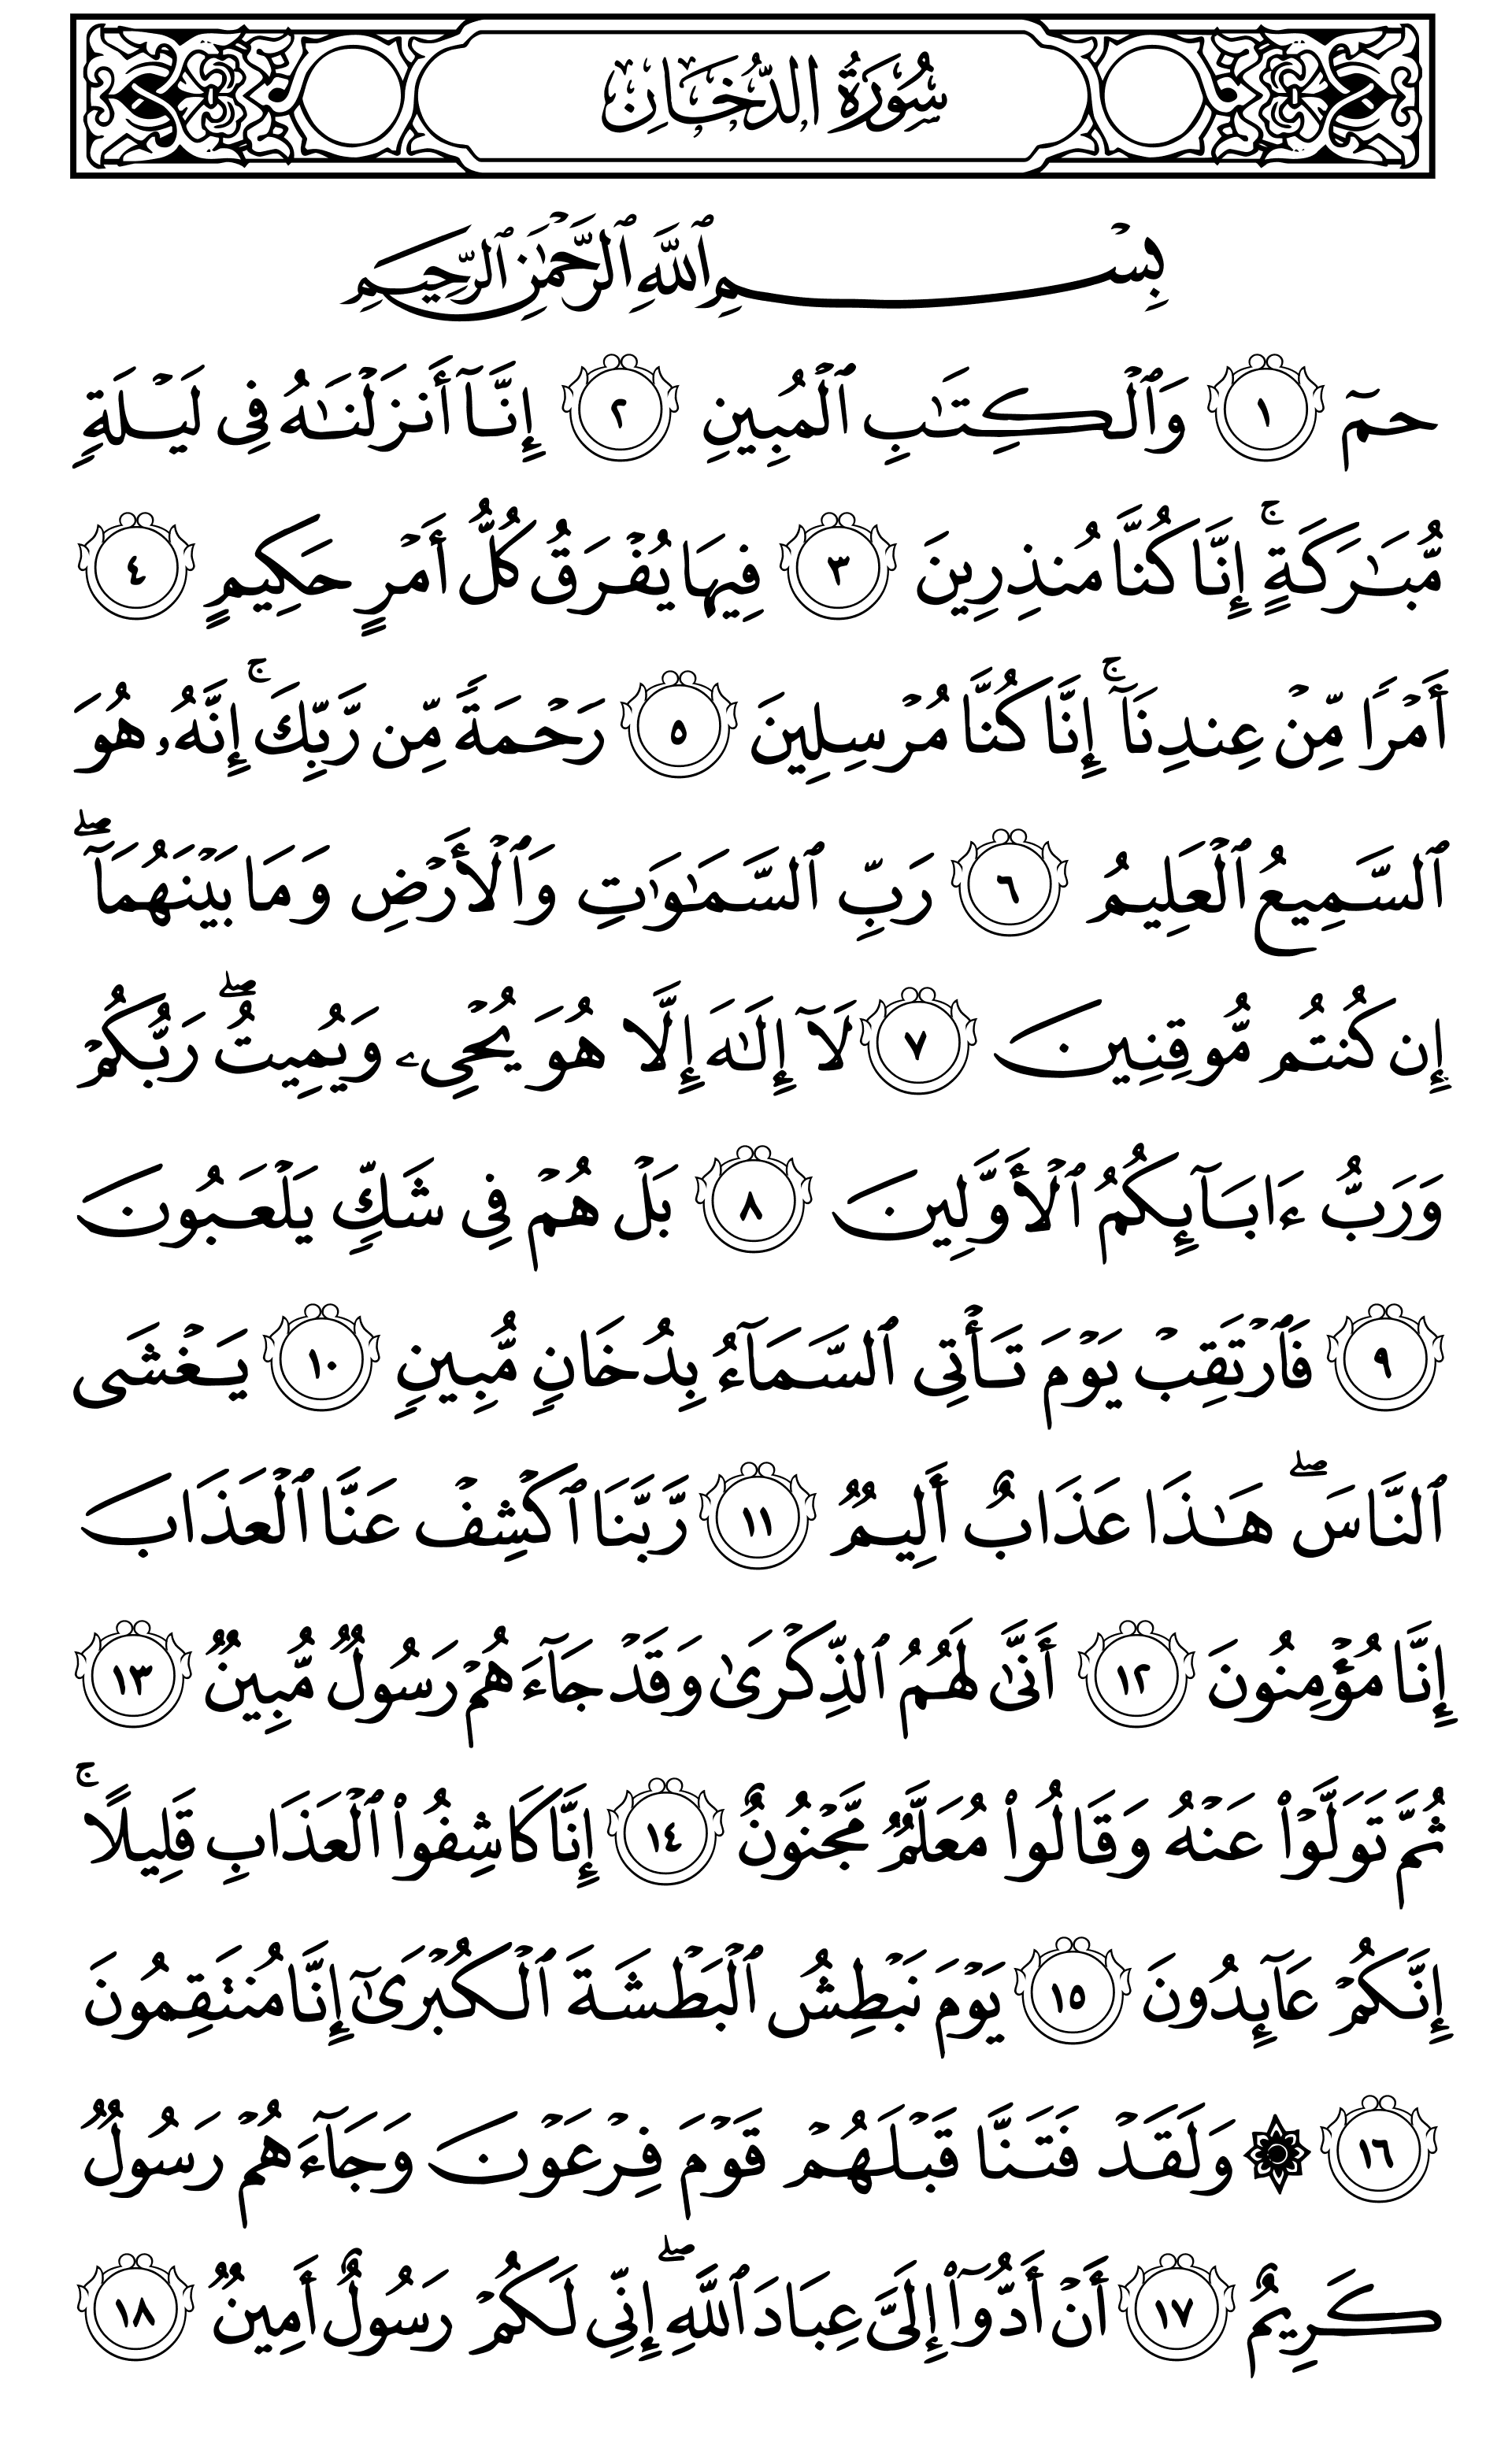 سُورَةُ الدُّخَانِ
بِسْمِ ٱللَّهِ ٱلرَّحْمَٰنِ ٱلرَّحِيمِ
حمٓ ١ وَٱلْكِتَٰبِ ٱلْمُبِينِ ٢ إِنَّآ أَنزَلْنَٰهُ فِى لَيْلَةٍ
مُّبَٰرَكَةٍ ۚ إِنَّا كُنَّا مُنذِرِينَ ٣ فِيهَا يُفْرَقُ كُلُّ أَمْرٍ حَكِيمٍ ٤
أَمْرًا مِّنْ عِندِنَآ ۚ إِنَّا كُنَّا مُرْسِلِينَ ٥ رَحْمَةً مِّن رَّبِّكَ ۚ إِنَّهُۥ هُوَ
ٱلسَّمِيعُ ٱلْعَلِيمُ ٦ رَبِّ ٱلسَّمَٰوَٰتِ وَٱلْأَرْضِ وَمَا بَيْنَهُمَآ ۖ
إِن كُنتُم مُّوقِنِينَ ٧ لَآ إِلَٰهَ إِلَّا هُوَ يُحْىِۦ وَيُمِيتُ ۖ رَبُّكُمْ
وَرَبُّ ءَابَآئِكُمُ ٱلْأَوَّلِينَ ٨ بَلْ هُمْ فِى شَكٍّ يَلْعَبُونَ
٩ فَٱرْتَقِبْ يَوْمَ تَأْتِى ٱلسَّمَآءُ بِدُخَانٍ مُّبِينٍ ١٠ يَغْشَى
ٱلنَّاسَ ۖ هَٰذَا عَذَابٌ أَلِيمٌ ١١ رَّبَّنَا ٱكْشِفْ عَنَّا ٱلْعَذَابَ
إِنَّا مُؤْمِنُونَ ١٢ أَنَّىٰ لَهُمُ ٱلذِّكْرَىٰ وَقَدْ جَآءَهُمْ رَسُولٌ مُّبِينٌ ١٣
ثُمَّ تَوَلَّوْا۟ عَنْهُ وَقَالُوا۟ مُعَلَّمٌ مَّجْنُونٌ ١٤ إِنَّا كَاشِفُوا۟ ٱلْعَذَابِ قَلِيلًا ۚ
إِنَّكُمْ عَآئِدُونَ ١٥ يَوْمَ نَبْطِشُ ٱلْبَطْشَةَ ٱلْكُبْرَىٰٓ إِنَّا مُنتَقِمُونَ
١٦ ۞ وَلَقَدْ فَتَنَّا قَبْلَهُمْ قَوْمَ فِرْعَوْنَ وَجَآءَهُمْ رَسُولٌ
كَرِيمٌ ١٧ أَنْ أَدُّوٓا۟ إِلَىَّ عِبَادَ ٱللَّهِ ۖ إِنِّى لَكُمْ رَسُولٌ أَمِينٌ ١٨